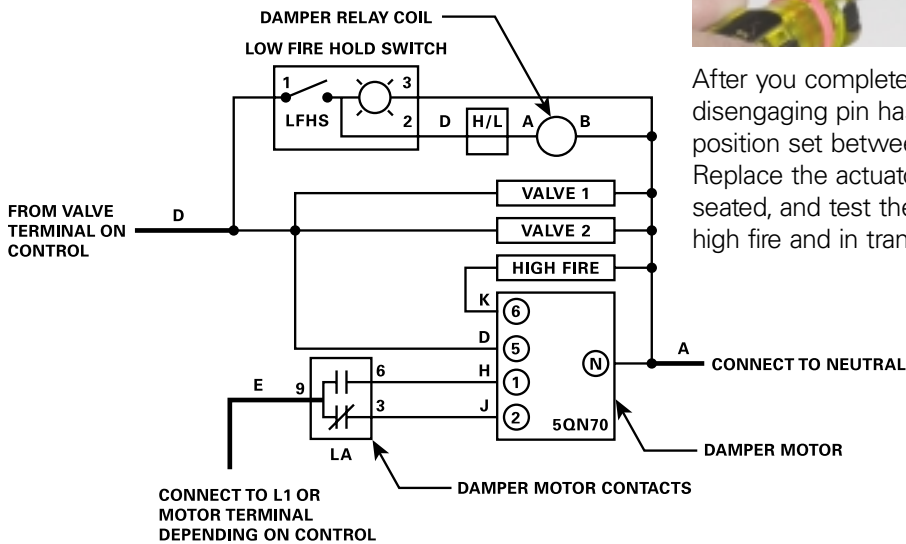 DAMPER RELAY COIL
LOW FIRE HOLD SWITCH
1
3
LFHS
2
D
H/L
A
B
VALVE 1
FROM VALVE
TERMINAL ON
CONTROL
D
VALVE 2
HIGH FIRE
K
6
D
5
N
A
CONNECT TO NEUTRAL
E
9
6
H
1
3
J
2
5QN70
LA
DAMPER MOTOR
DAMPER MOTOR CONTACTS
CONNECT TO L1 OR
MOTOR TERMINAL
DEPENDING ON CONTROL
After you complete
disengaging pin ha
position set betwee
Replace the actuato
seated, and test the
high fire and in tran